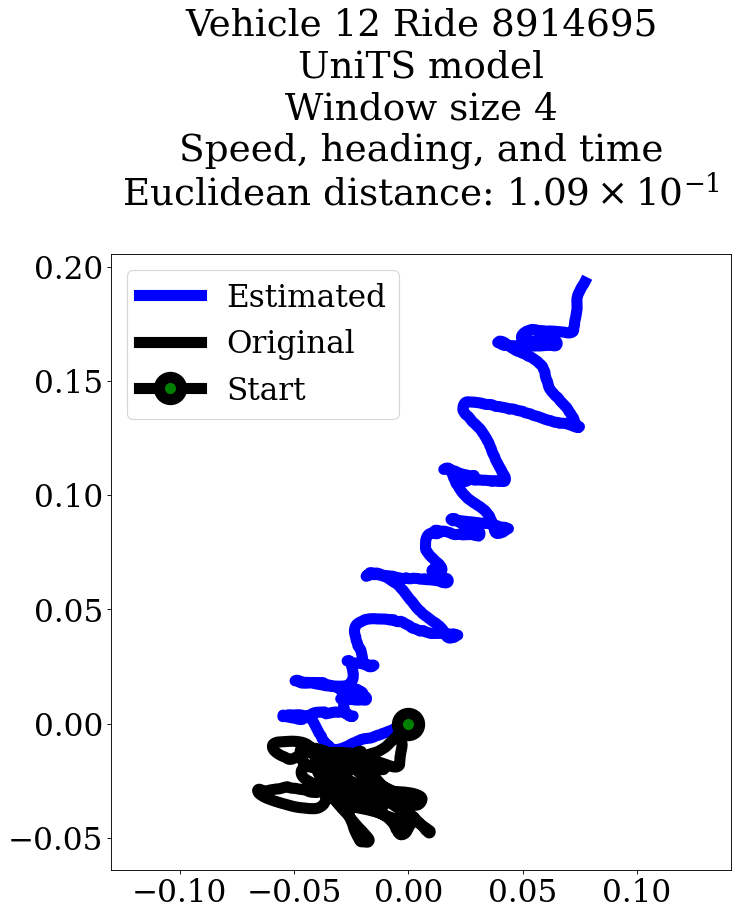 Vehicle 12 Ride 8914695
UniTS model
Window size 4
Speed, heading, and time
Euclidean distance: 1.09 × 10⁻¹
Estimated
Original
Start
0.20
0.15
0.10
0.05
0.00
−0.05
−0.10 −0.05 0.00 0.05 0.10